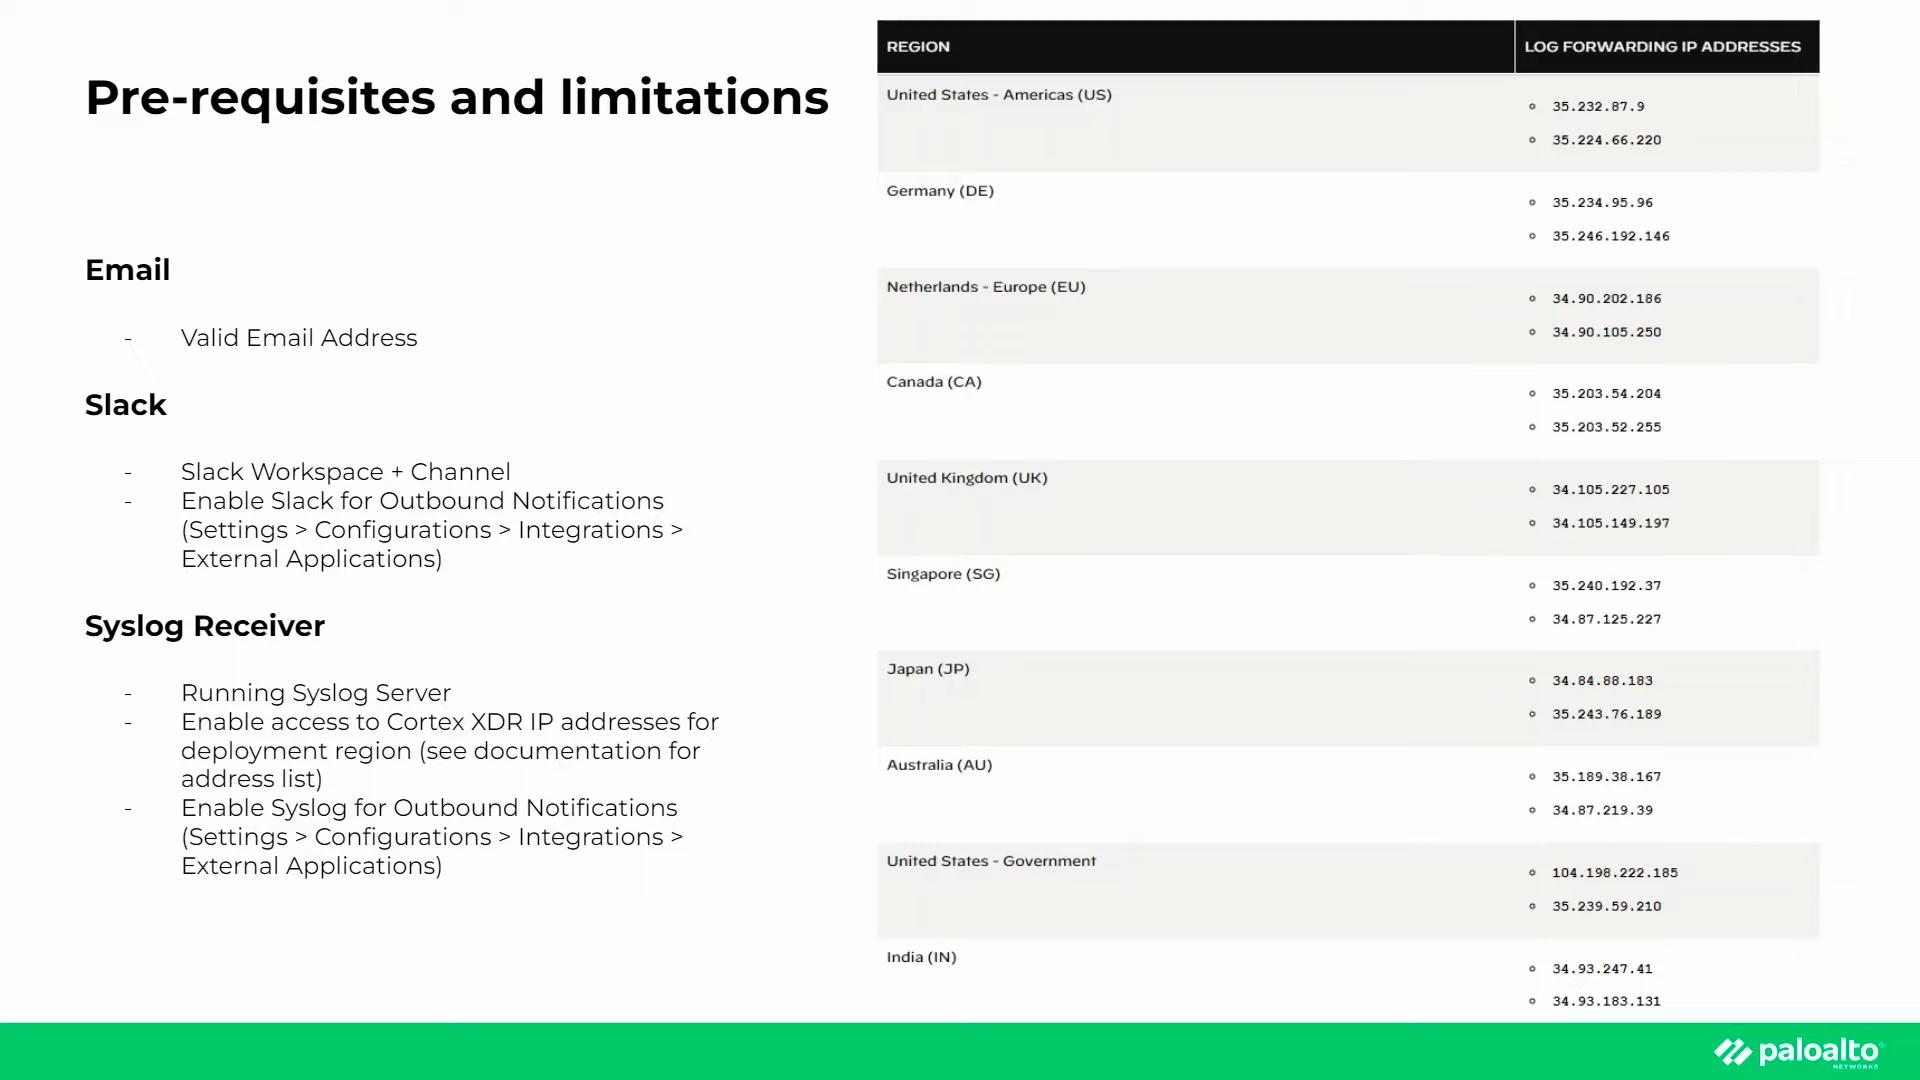 Pre-requisites and limitations
Email
- Valid Email Address
Slack
- Slack Workspace + Channel
- Enable Slack for Outbound Notifications
(Settings > Configurations > Integrations >
External Applications)
Syslog Receiver
- Running Syslog Server
- Enable access to Cortex XDR IP addresses for
deployment region (see documentation for
address list)
- Enable Syslog for Outbound Notifications
(Settings > Configurations > Integrations >
External Applications)
REGION LOG FORWARDING IP ADDRESSES
United States - Americas (US)
35.232.87.9
35.224.66.220
Germany (DE)
35.234.95.96
35.246.192.146
Netherlands - Europe (EU)
34.90.202.186
34.90.105.250
Canada (CA)
35.203.54.204
35.203.52.255
United Kingdom (UK)
34.105.227.105
34.105.149.197
Singapore (SG)
35.240.192.37
34.87.125.227
Japan (JP)
34.84.88.183
35.243.76.189
Australia (AU)
35.189.38.167
34.87.219.39
United States - Government
104.198.222.185
35.239.59.210
India (IN)
34.93.247.41
34.93.183.131
paloalto
NETWORKS